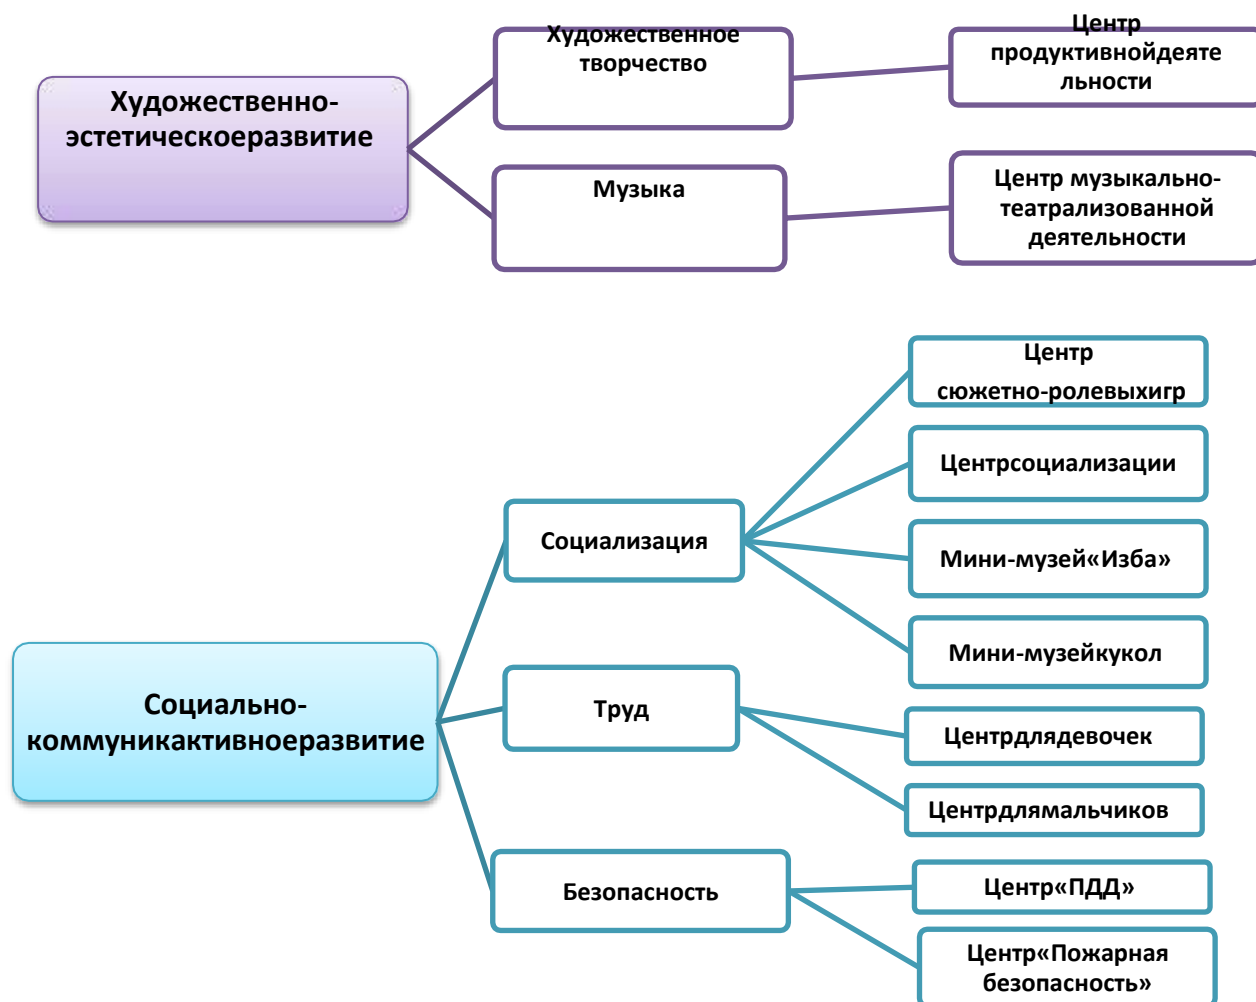 Художественно-
эстетическоеразвитие
Художественное
творчество
Центр
продуктивнойдеяте
льности
Музыка
Центр музыкально-
театрализованной
деятельности
Социально-
коммуникактивноеразвитие
Социализация
Центр
сюжетно-ролевыхигр
Центрсоциализации
Мини-музей«Изба»
Мини-музейкукол
Труд
Центрдлядевочек
Центрдлямальчиков
Безопасность
Центр«ПДД»
Центр«Пожарная
безопасность»